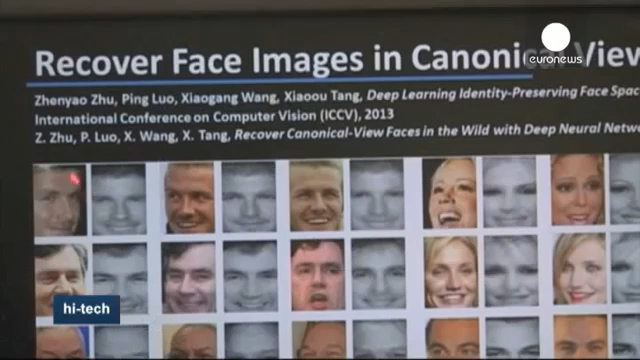 euronews
Recover Face Images in Canonical View
Zhenyao Zhu, Ping Luo, Xiaogang Wang, Xiaoou Tang, Deep Learning Identity-Preserving Face Spac
International Conference on Computer Vision (ICCV), 2013
Z. Zhu, P. Luo, X. Wang, X. Tang, Recover Canonical-View Faces in the Wild with Deep Neural Netw
hi-tech